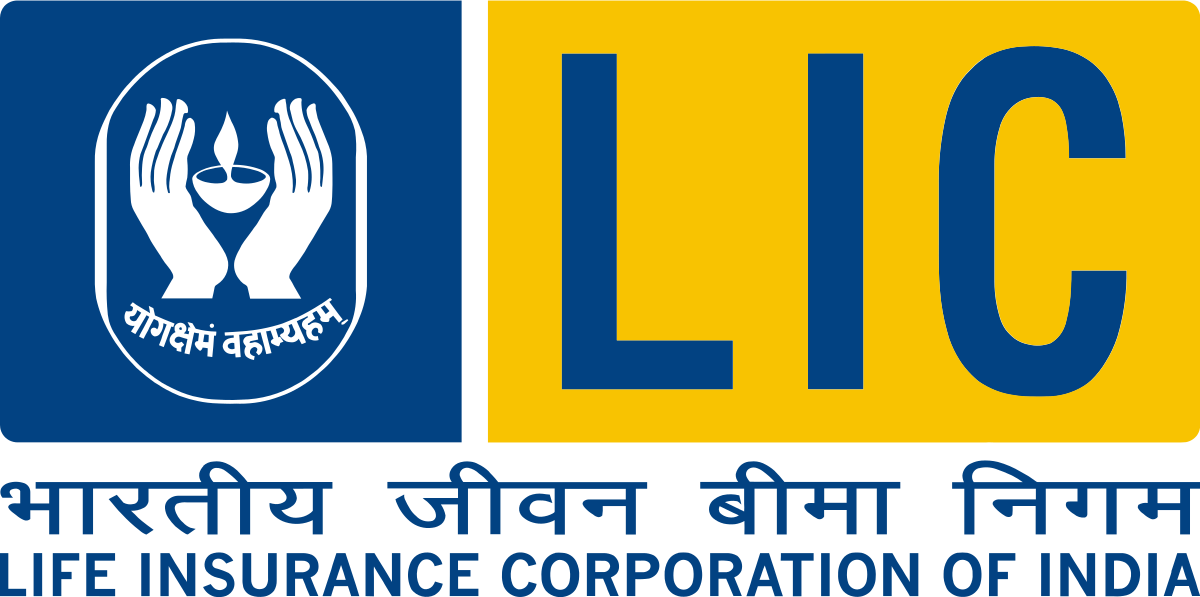 योगक्षेमं वहाम्यहम्
LIC
भारतीय जीवन बीमा निगम
LIFE INSURANCE CORPORATION OF INDIA